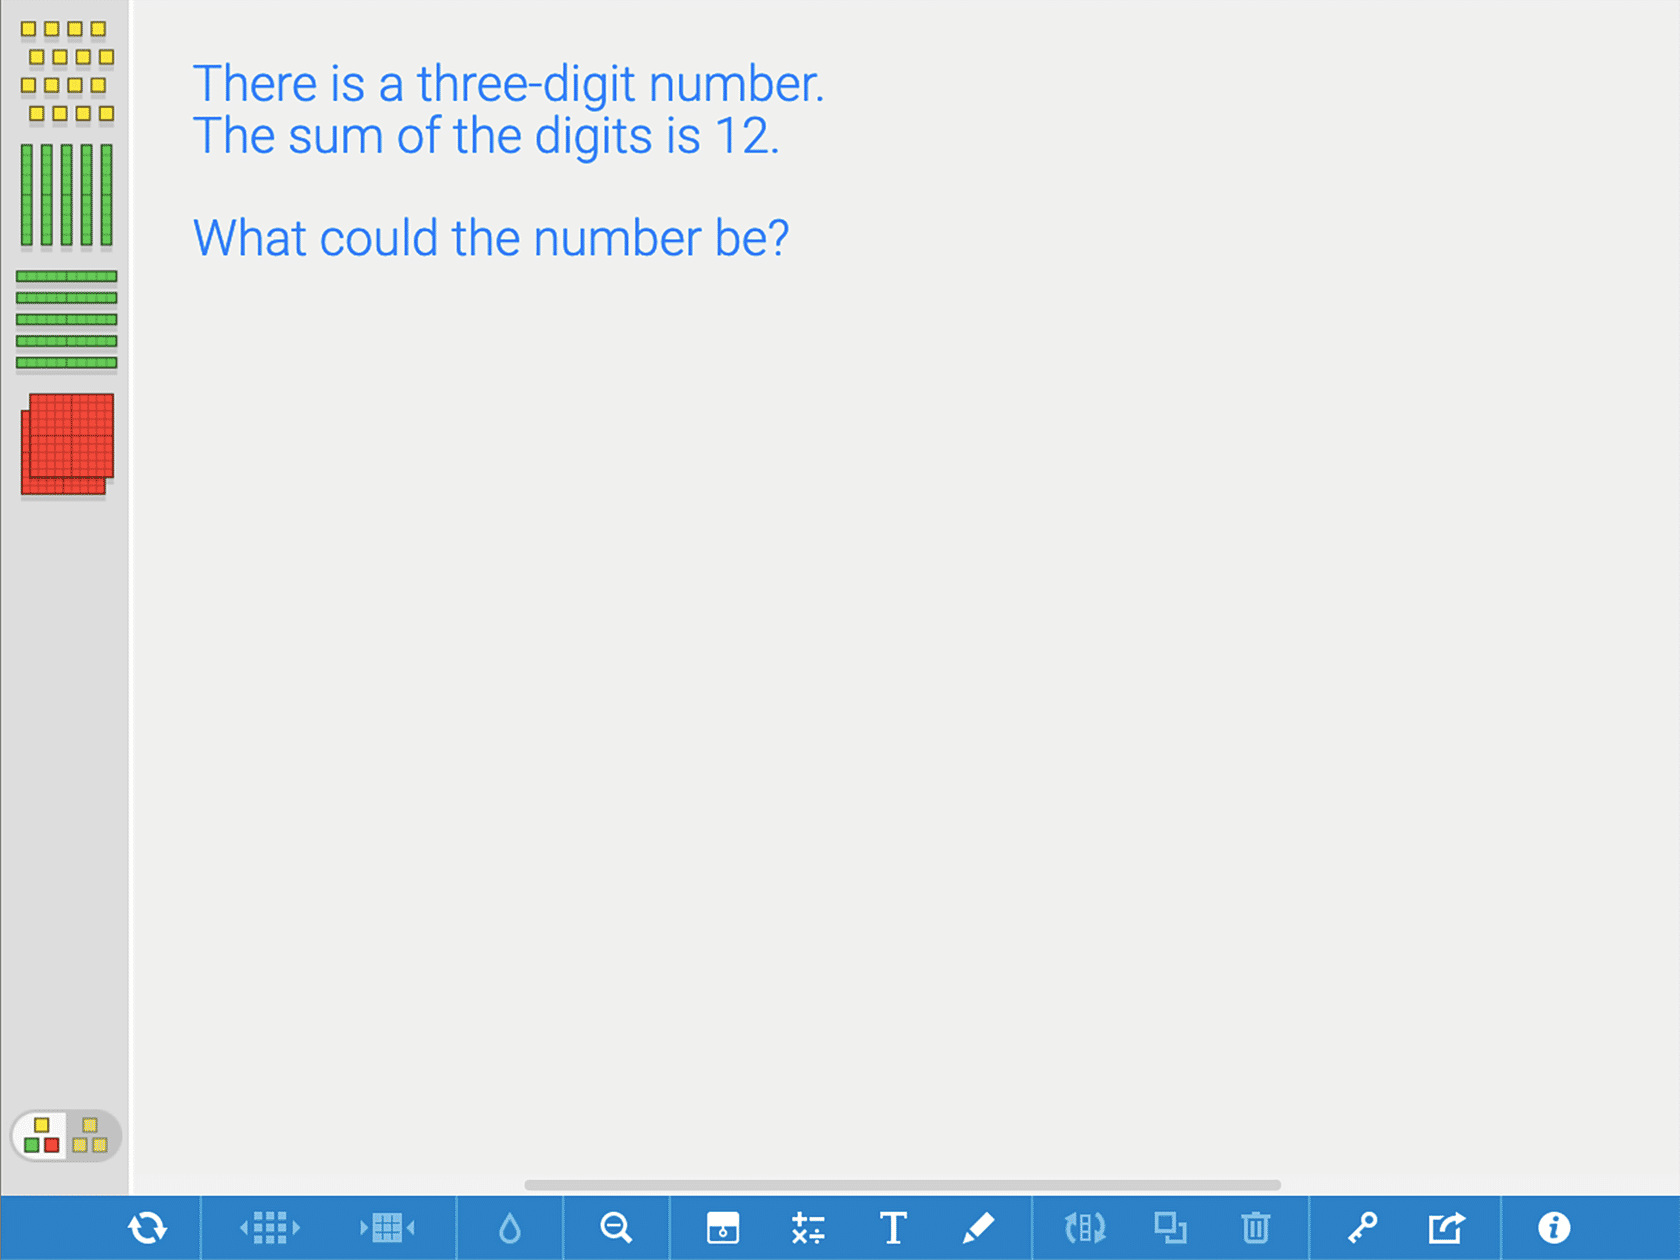 There is a three-digit number.
The sum of the digits is 12.
What could the number be?
T